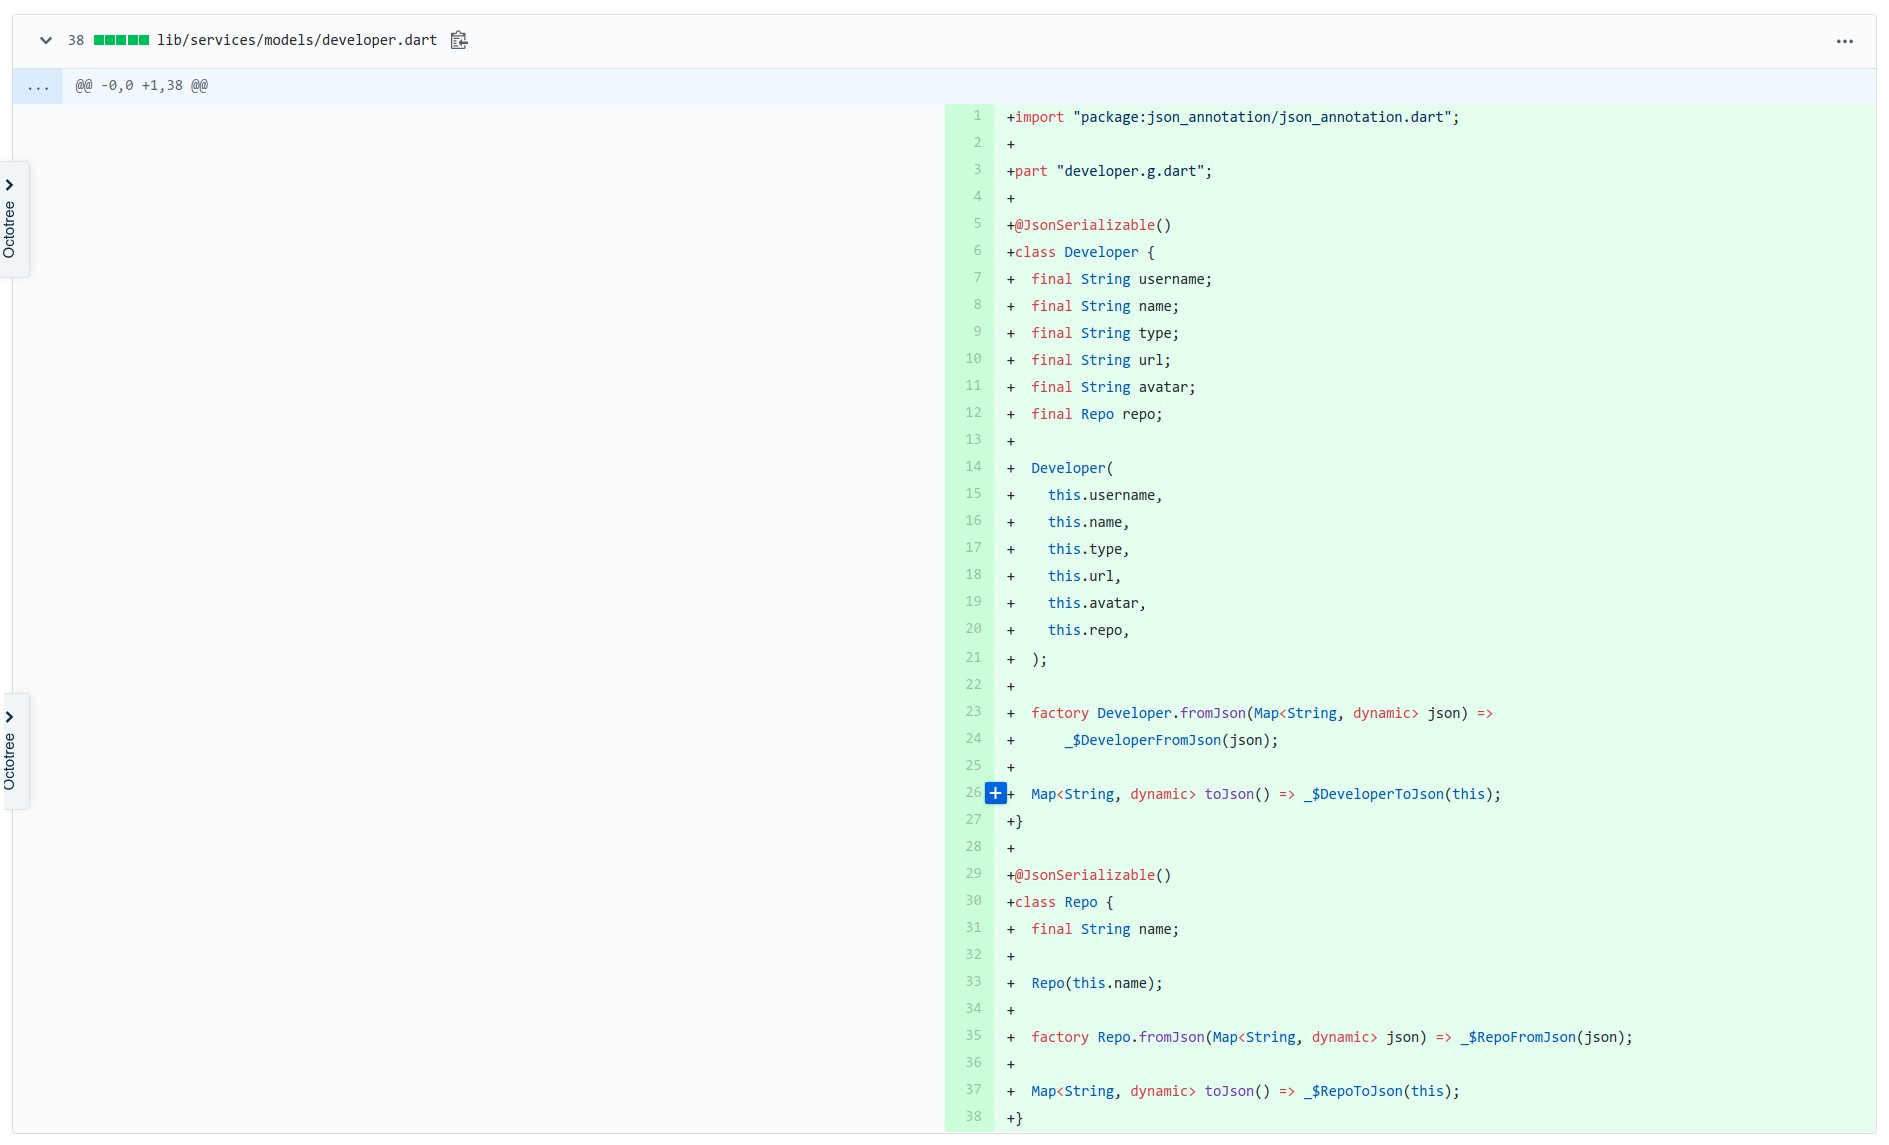 38 lib/services/models/developer.dart
...
... @@ -0,0 +1,38 @@
Octotree
Octotree
1 +import "package:json_annotation/json_annotation.dart";
2 +
3 +part "developer.g.dart";
4 +
5 +@JsonSerializable()
6 +class Developer {
7 +  final String username;
8 +  final String name;
9 +  final String type;
10 +  final String url;
11 +  final String avatar;
12 +  final Repo repo;
13 +
14 +  Developer(
15 +    this.username,
16 +    this.name,
17 +    this.type,
18 +    this.url,
19 +    this.avatar,
20 +    this.repo,
21 +  );
22 +
23 +  factory Developer.fromJson(Map<String, dynamic> json) =>
24 +      _$DeveloperFromJson(json);
25 +
26 + +  Map<String, dynamic> toJson() => _$DeveloperToJson(this);
27 +}
28 +
29 +@JsonSerializable()
30 +class Repo {
31 +  final String name;
32 +
33 +  Repo(this.name);
34 +
35 +  factory Repo.fromJson(Map<String, dynamic> json) => _$RepoFromJson(json);
36 +
37 +  Map<String, dynamic> toJson() => _$RepoToJson(this);
38 +}